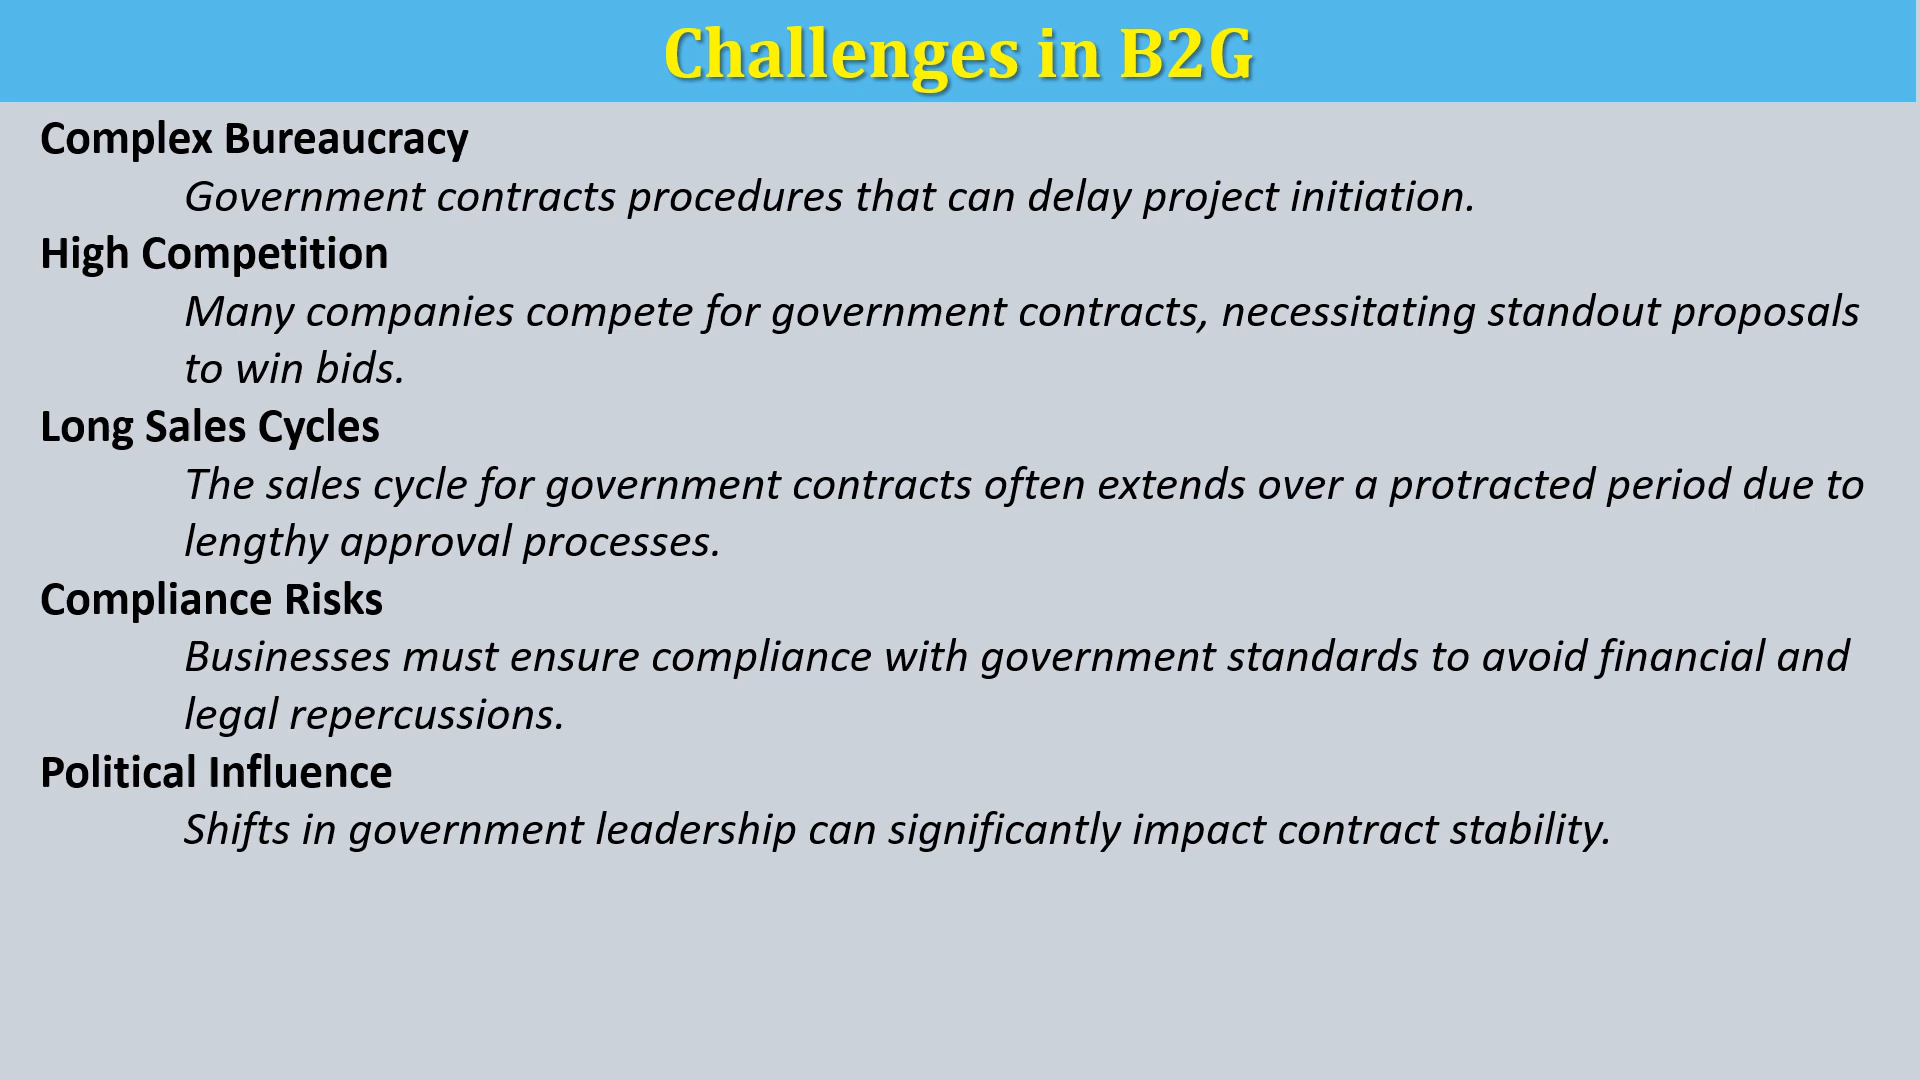 Challenges in B2G
Complex Bureaucracy
Government contracts procedures that can delay project initiation.
High Competition
Many companies compete for government contracts, necessitating standout proposals
to win bids.
Long Sales Cycles
The sales cycle for government contracts often extends over a protracted period due to
lengthy approval processes.
Compliance Risks
Businesses must ensure compliance with government standards to avoid financial and
legal repercussions.
Political Influence
Shifts in government leadership can significantly impact contract stability.